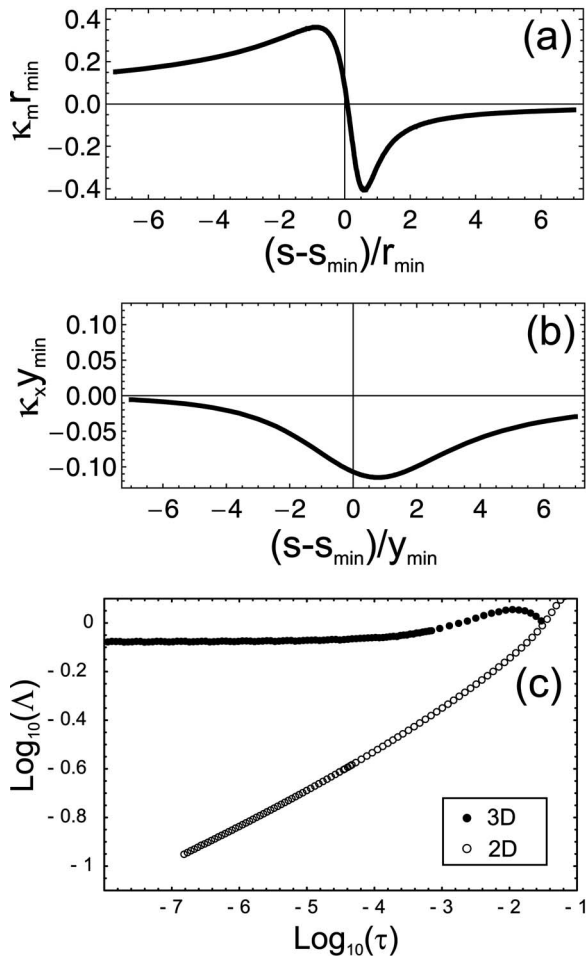 0.4
(a)
0.2
0.0
−0.2
−0.4
κₘrₘᵢₙ
−6 −4 −2 0 2 4 6
(s-sₘᵢₙ)/rₘᵢₙ
0.10
(b)
0.05
0.00
−0.05
−0.10
κₓyₘᵢₙ
−6 −4 −2 0 2 4 6
(s-sₘᵢₙ)/yₘᵢₙ
0
- 0.2
(c)
- 0.4
- 0.6
- 0.8
- 1
Log₁₀(Λ)
3D
2D
- 7 - 6 - 5 - 4 - 3 - 2 - 1
Log₁₀(τ)